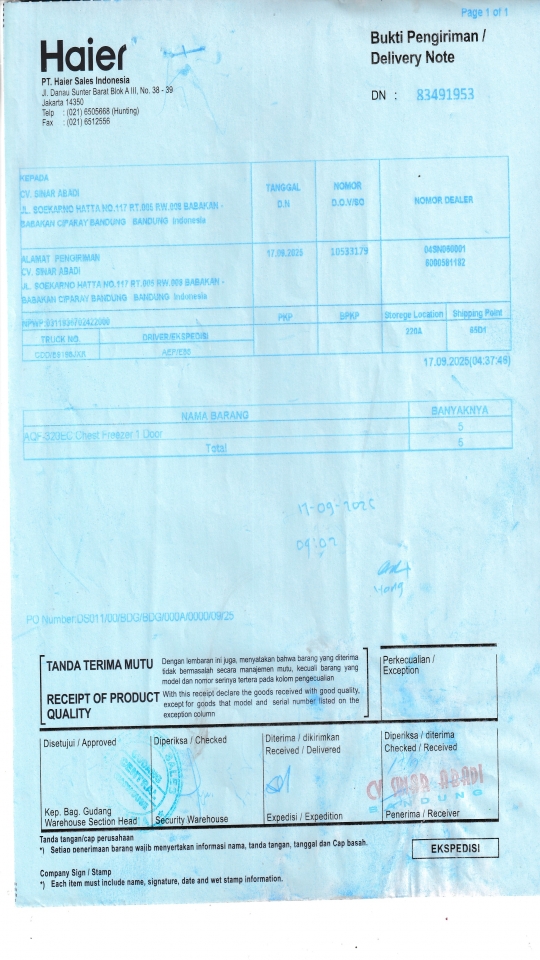 Page 1 of 1
Haier
Bukti Pengiriman /
Delivery Note
PT. Haier Sales Indonesia
Jl. Danau Sunter Barat Blok A III, No. 38 - 39
Jakarta 14350
Telp : (021) 6505668 (Hunting)
Fax : (021) 6512556
DN : 83491953
KEPADA
CV. SINAR ABADI
JL. SOEKARNO HATTA NO.117 RT.005 RW.009 BABAKAN -
BABAKAN CIPARAY BANDUNG BANDUNG Indonesia
TANGGAL
D.N
NOMOR
D.O.V/SO
NOMOR DEALER
ALAMAT PENGIRIMAN
CV. SINAR ABADI
JL. SOEKARNO HATTA NO.117 RT.005 RW.009 BABAKAN -
BABAKAN CIPARAY BANDUNG BANDUNG Indonesia
17.09.2025
10533179
PKP
BPKP
Storege Location
Shipping Point
220A
TRUCK NO.
DRIVER/EKSPEDISI
17.09.2025(04:37:46)
NAMA BARANG
BANYAKNYA
AQF-320EC:Chest Freezer 1 Door
5
Total
5
17-09-2025
Hong
PO Number:DS011/00/BDG/BDG/000A/0000/09/25
TANDA TERIMA MUTU
Dengan lembaran ini juga, menyatakan bahwa barang yang diterima
tidak bermasalah secara manajemen mutu, kecuali barang yang
model dan nomor serinya tertera pada kolom pengecualian
RECEIPT OF PRODUCT
QUALITY
With this receipt declare the goods received with good quality,
except for goods that model and serial number listed on the
exception column
Perkecualian /
Exception
Disetujui / Approved
Diperiksa / Checked
Diterima / dikirimkan
Received / Delivered
Diperiksa / diterima
Checked / Received
CV SINAR ABADI
BANDUNG
Kep. Bag. Gudang
Warehouse Section Head
Security Warehouse
Expedisi / Expedition
Penerima / Receiver
Tanda tangan/cap perusahaan
*) Setiap penerimaan barang wajib menyertakan informasi nama, tanda tangan, tanggal dan Cap basah.
EKSPEDISI
Company Sign / Stamp
*) Each item must include name, signature, date and wet stamp information.